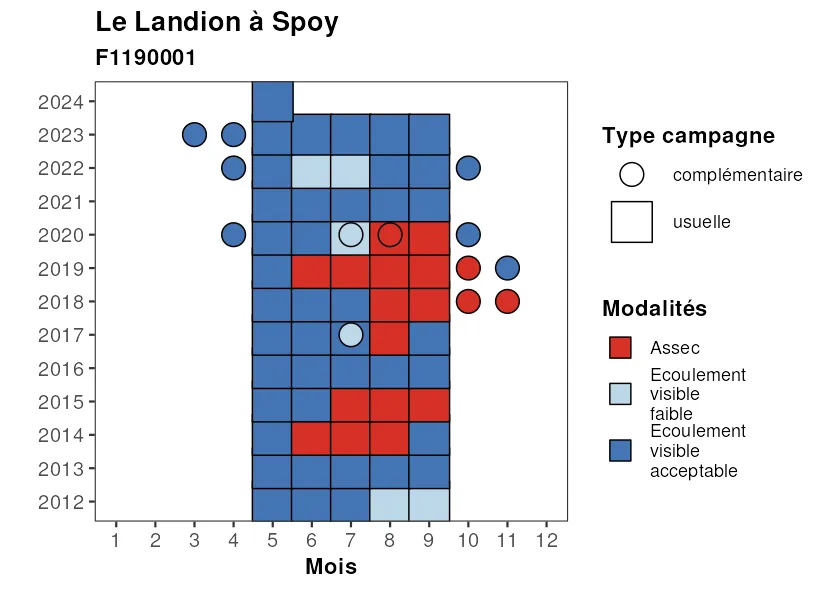 Le Landion à Spoy
F1190001
2024
2023
2022
2021
2020
2019
2018
2017
2016
2015
2014
2013
2012
1 2 3 4 5 6 7 8 9 10 11 12
Mois
Type campagne
complémentaire
usuelle
Modalités
Assec
Ecoulement
visible
faible
Ecoulement
visible
acceptable